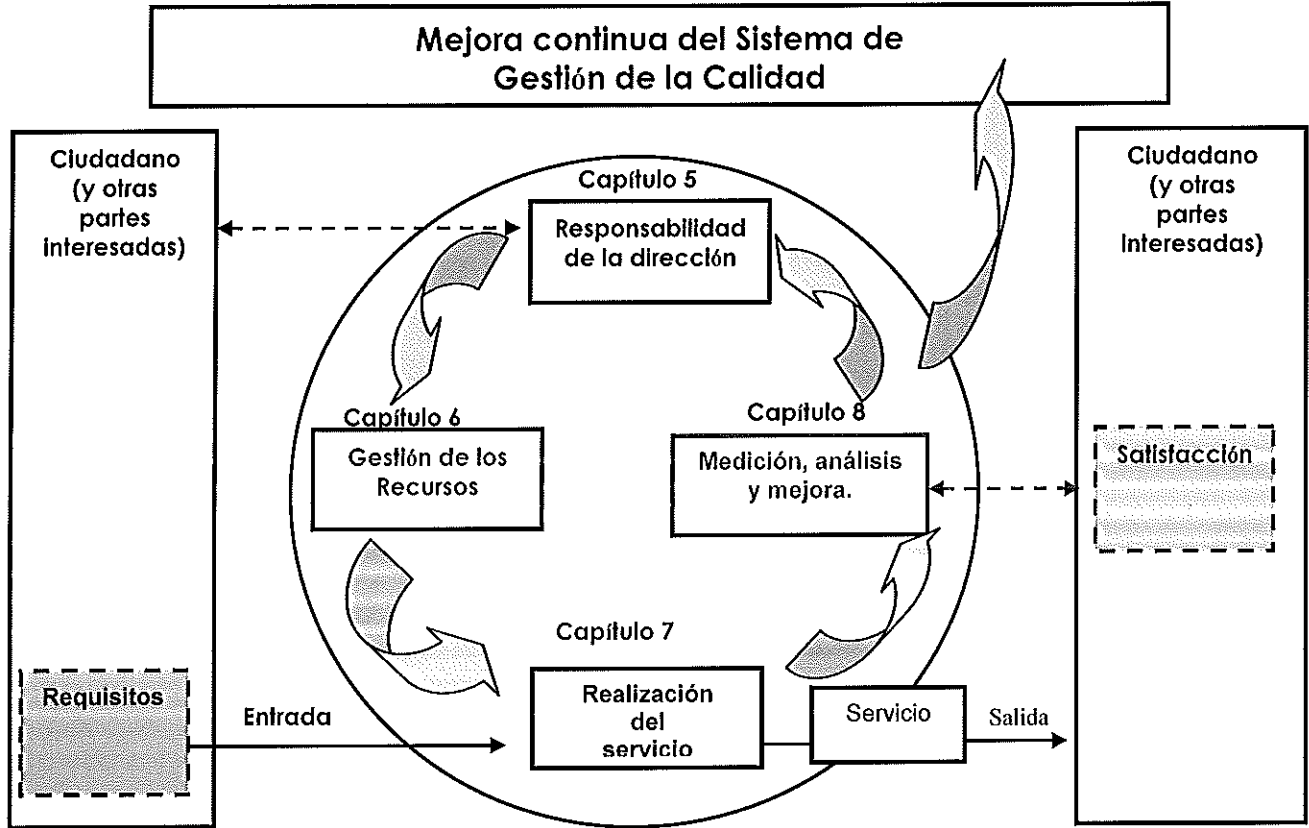 Mejora continua del Sistema de
Gestión de la Calidad
Ciudadano
(y otras
partes
interesadas)
Capítulo 5
Responsabilidad
de la dirección
Ciudadano
(y otras
partes
interesadas)
Capítulo 6
Gestión de los
Recursos
Capítulo 8
Medición, análisis
y mejora.
Satisfacción
Capítulo 7
Realización
del
servicio
Requisitos
Entrada
Servicio
Salida